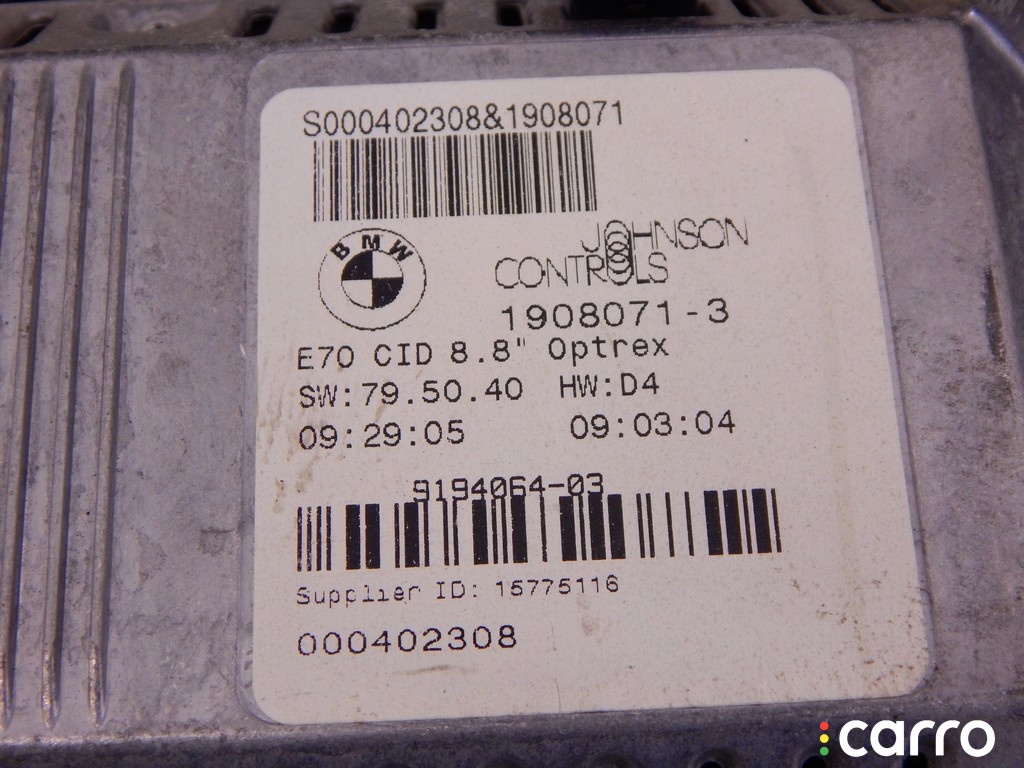 S000402308&1908071
BMW
JOHNSON
CONTROLS
1908071-3
E70 CID 8.8" Optrex
SW:79.50.40 HW:D4
09:29:05 09:03:04
9194064-03
Supplier ID: 15775116
000402308
carro